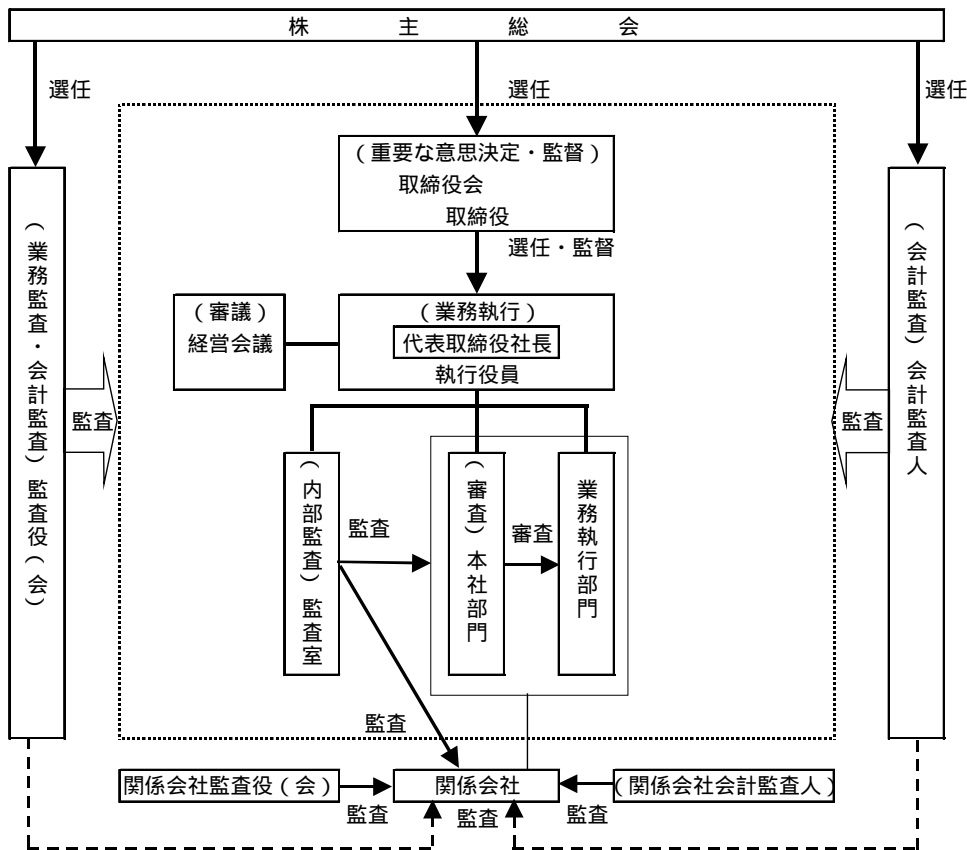 株主総会
選任
選任
選任
（重要な意思決定・監督）
取締役会
取締役
選任・監督
（審議）
経営会議
（業務執行）
代表取締役社長
執行役員
（業務監査・会計監査）監査役（会）
監査
（会計監査）会計監査人
監査
（内部監査）監査室
監査
（審査）本社部門
審査
業務執行部門
監査
関係会社監査役（会）
関係会社
（関係会社会計監査人）
監査
監査
監査